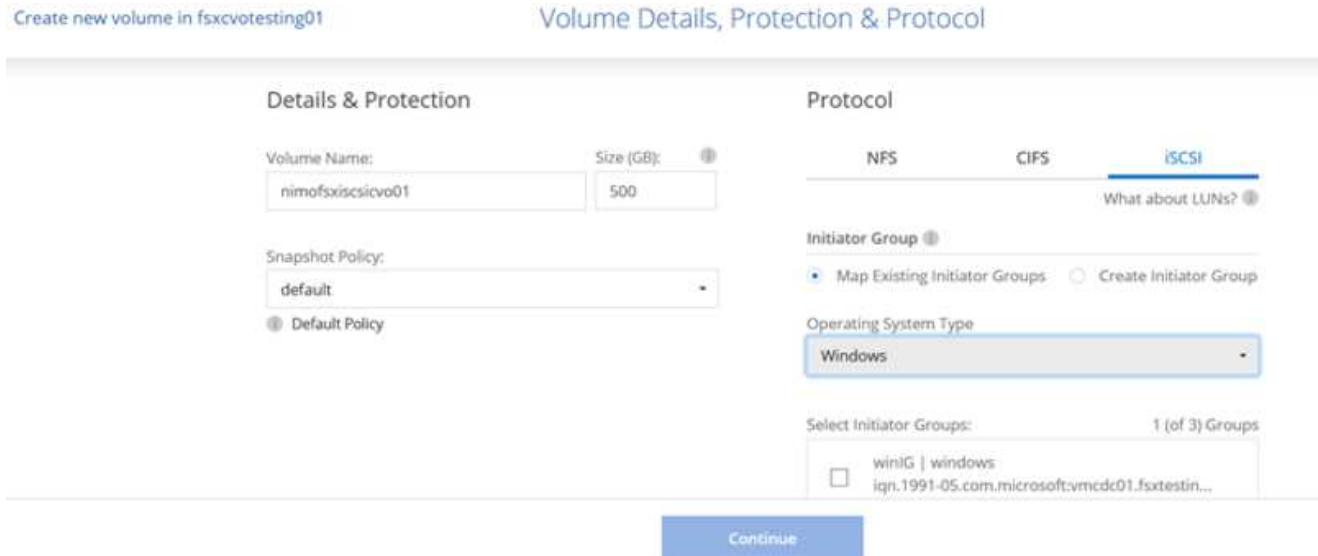 Create new volume in fsxcvotesting01
Volume Details, Protection & Protocol
Details & Protection
Volume Name:
Size (GB):
nimofsxiscsicvo01
500
Snapshot Policy:
default
Default Policy
Protocol
NFS
CIFS
iSCSI
What about LUNs?
Initiator Group
Map Existing Initiator Groups
Create Initiator Group
Operating System Type
Windows
Select Initiator Groups:
1 (of 3) Groups
winIG | windows
iqn.1991-05.com.microsoft:vmcdc01.fsxtestin...
Continue